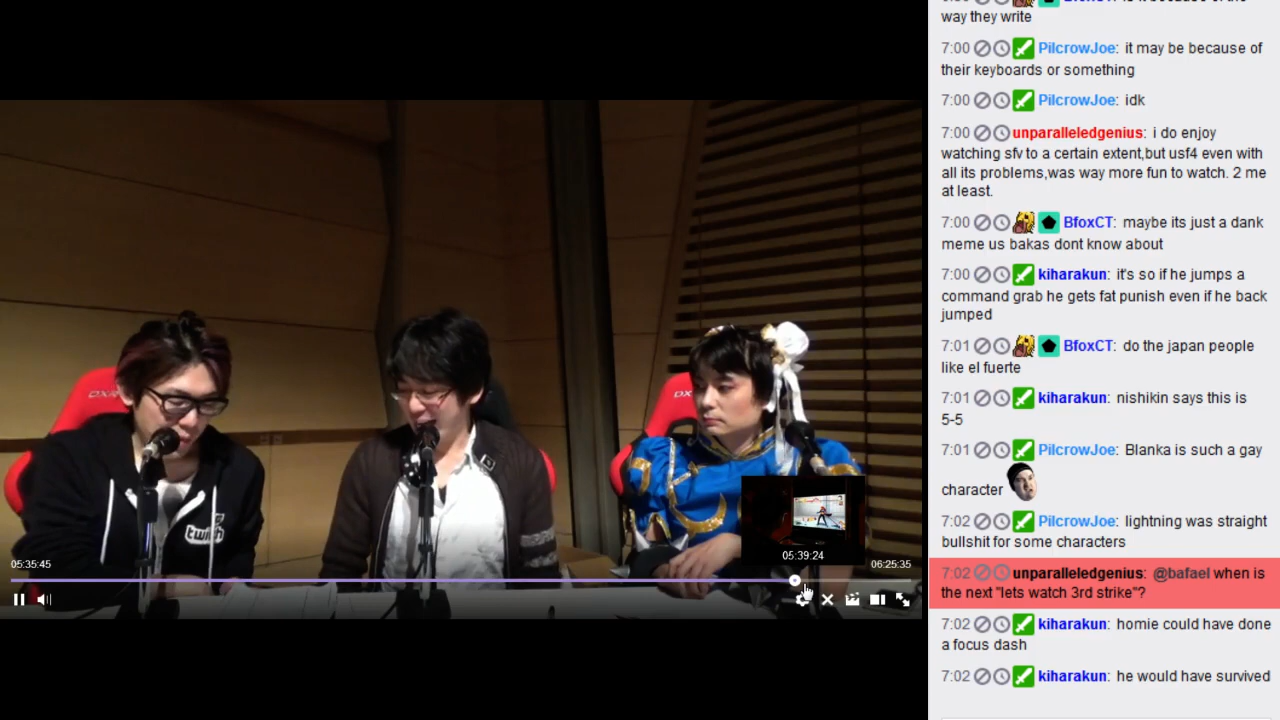 way they write
7:00 PilcrowJoe: it may be because of
their keyboards or something
7:00 PilcrowJoe: idk
7:00 unparalleledgenius: i do enjoy
watching sfv to a certain extent,but usf4 even with
all its problems,was way more fun to watch. 2 me
at least.
7:00 BfoxCT: maybe its just a dank
meme us bakas dont know about
7:00 kiharakun: it's so if he jumps a
command grab he gets fat punish even if he back
jumped
7:01 BfoxCT: do the japan people
like el fuerte
7:01 kiharakun: nishikin says this is
5-5
7:01 PilcrowJoe: Blanka is such a gay
character
7:02 PilcrowJoe: lightning was straight
bullshit for some characters
7:02 unparalleledgenius: @bafael when is
the next "lets watch 3rd strike"?
7:02 kiharakun: homie could have done
a focus dash
7:02 kiharakun: he would have survived
twitch
05:39:24
05:35:45
06:25:35